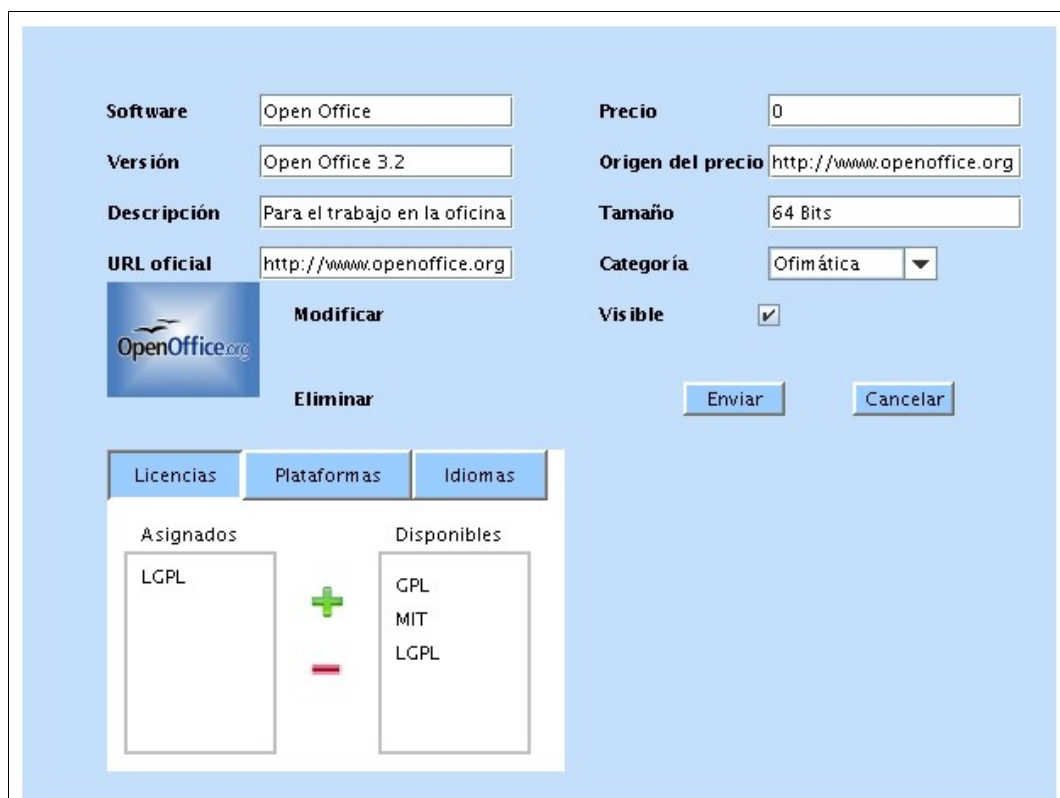 Software Open Office Precio 0
Versión Open Office 3.2 Origen del precio http://www.openoffice.org
Descripción Para el trabajo en la oficina Tamaño 64 Bits
URL oficial http://www.openoffice.org Categoría Ofimática
OpenOffice.org Modificar Visible
Eliminar Enviar Cancelar
Licencias Plataformas Idiomas
Asignados Disponibles
LGPL GPL
MIT
LGPL